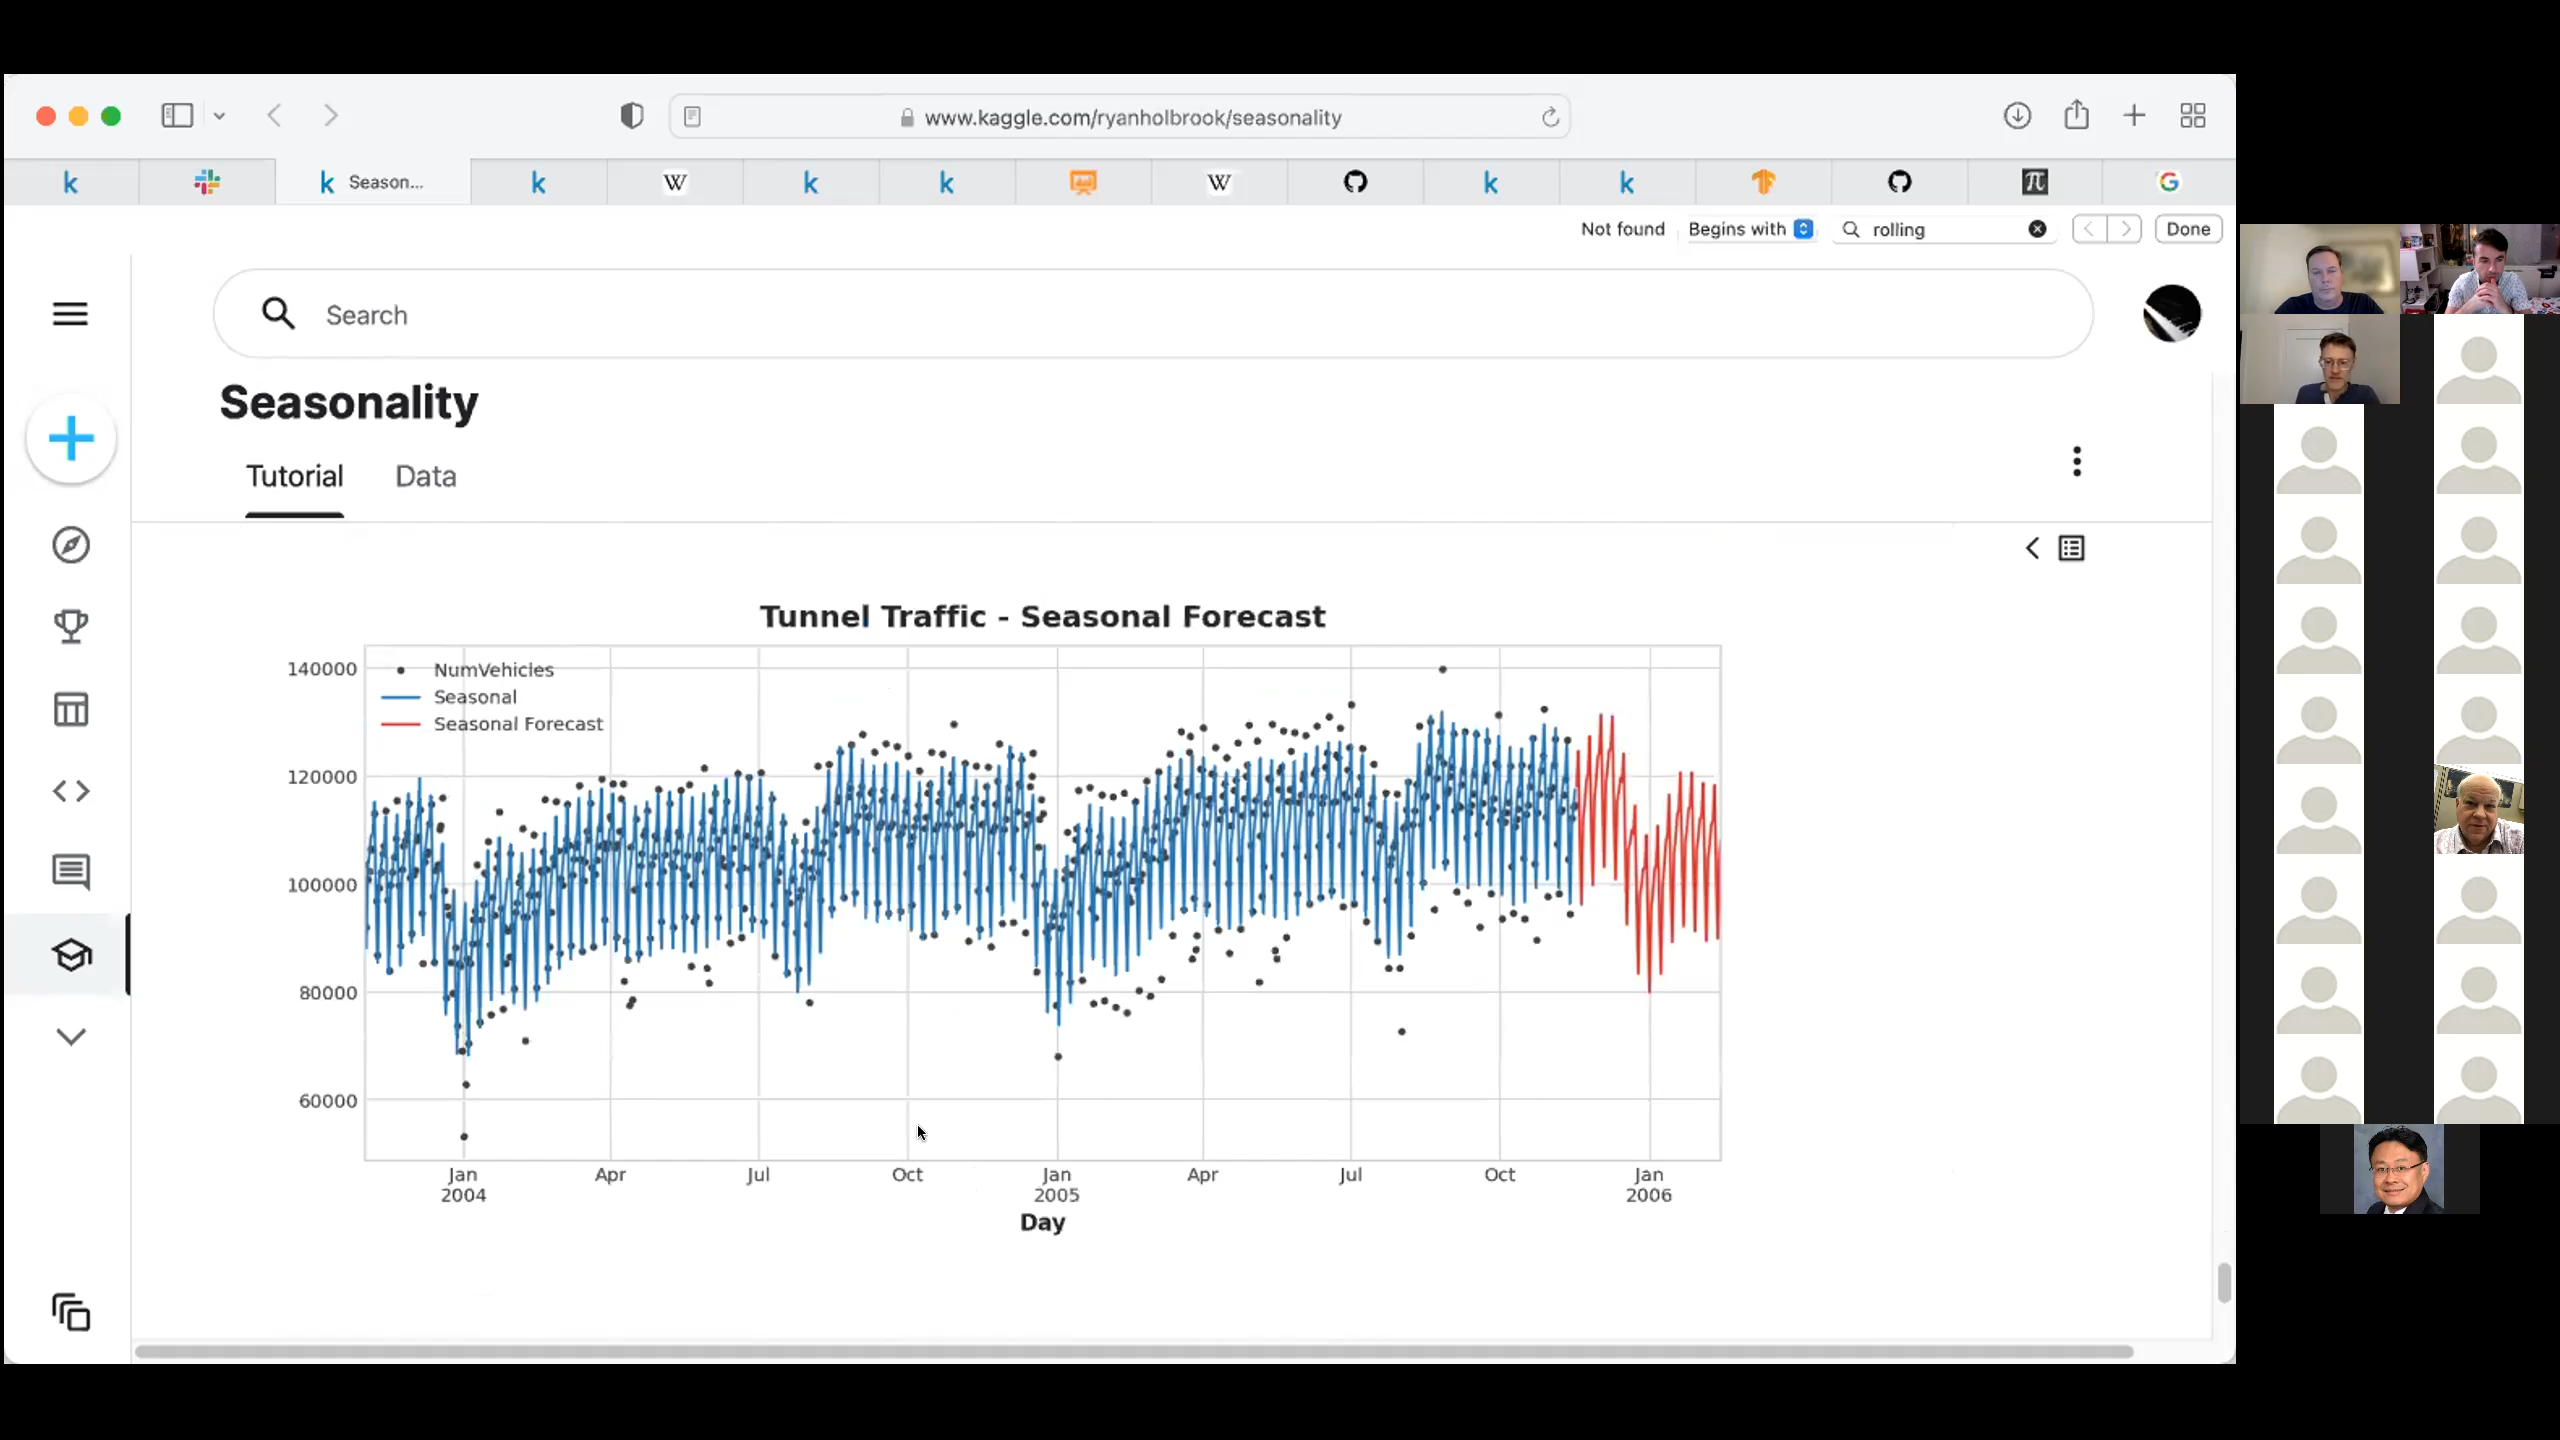 www.kaggle.com/ryanholbrook/seasonality
k
k Season...
k
W
k
k
W
k
k
π
G
Not found Begins with rolling Done
Search
Seasonality
Tutorial Data
Tunnel Traffic - Seasonal Forecast
NumVehicles
Seasonal
Seasonal Forecast
140000
120000
100000
80000
60000
Jan Apr Jul Oct Jan Apr Jul Oct Jan
2004 2005 2006
Day